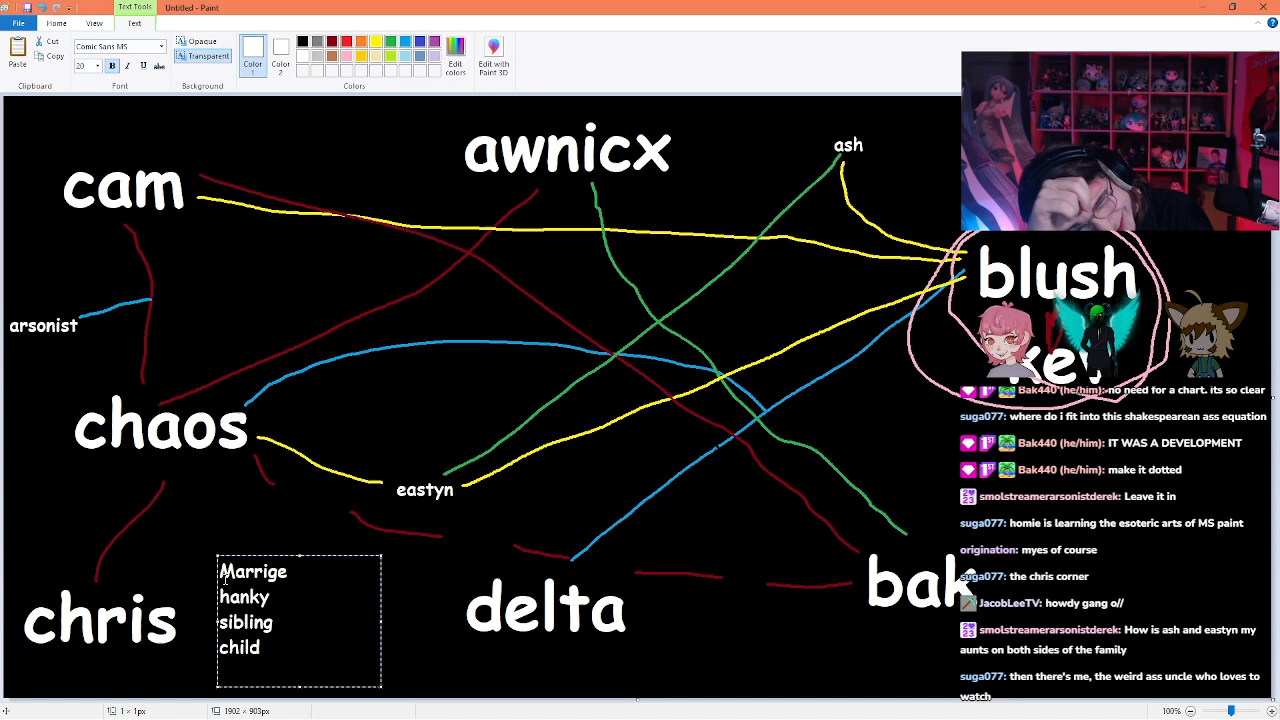 Text Tools
Untitled - Paint
File
Home
View
Text
Paste
Cut
Copy
Clipboard
Comic Sans MS
20
B I U abc
Font
Opaque
Transparent
Background
Color
1
Color
2
Colors
Edit
colors
Edit with
Paint 3D
cam
awnicx
ash
blush
key
arsonist
chaos
eastyn
chris
delta
bak
Marrige
hanky
sibling
child
Bak440 (he/him): no need for a chart. its so clear
suga077: where do i fit into this shakespearean ass equation
Bak440 (he/him): IT WAS A DEVELOPMENT
Bak440 (he/him): make it dotted
smolstreamerarsonistderek: Leave it in
suga077: homie is learning the esoteric arts of MS paint
origination: myes of course
suga077: the chris corner
JacobLeeTV: howdy gang o//
smolstreamerarsonistderek: How is ash and eastyn my
aunts on both sides of the family
suga077: then there's me, the weird ass uncle who loves to
watch
1 × 1px
1902 × 903px
100%